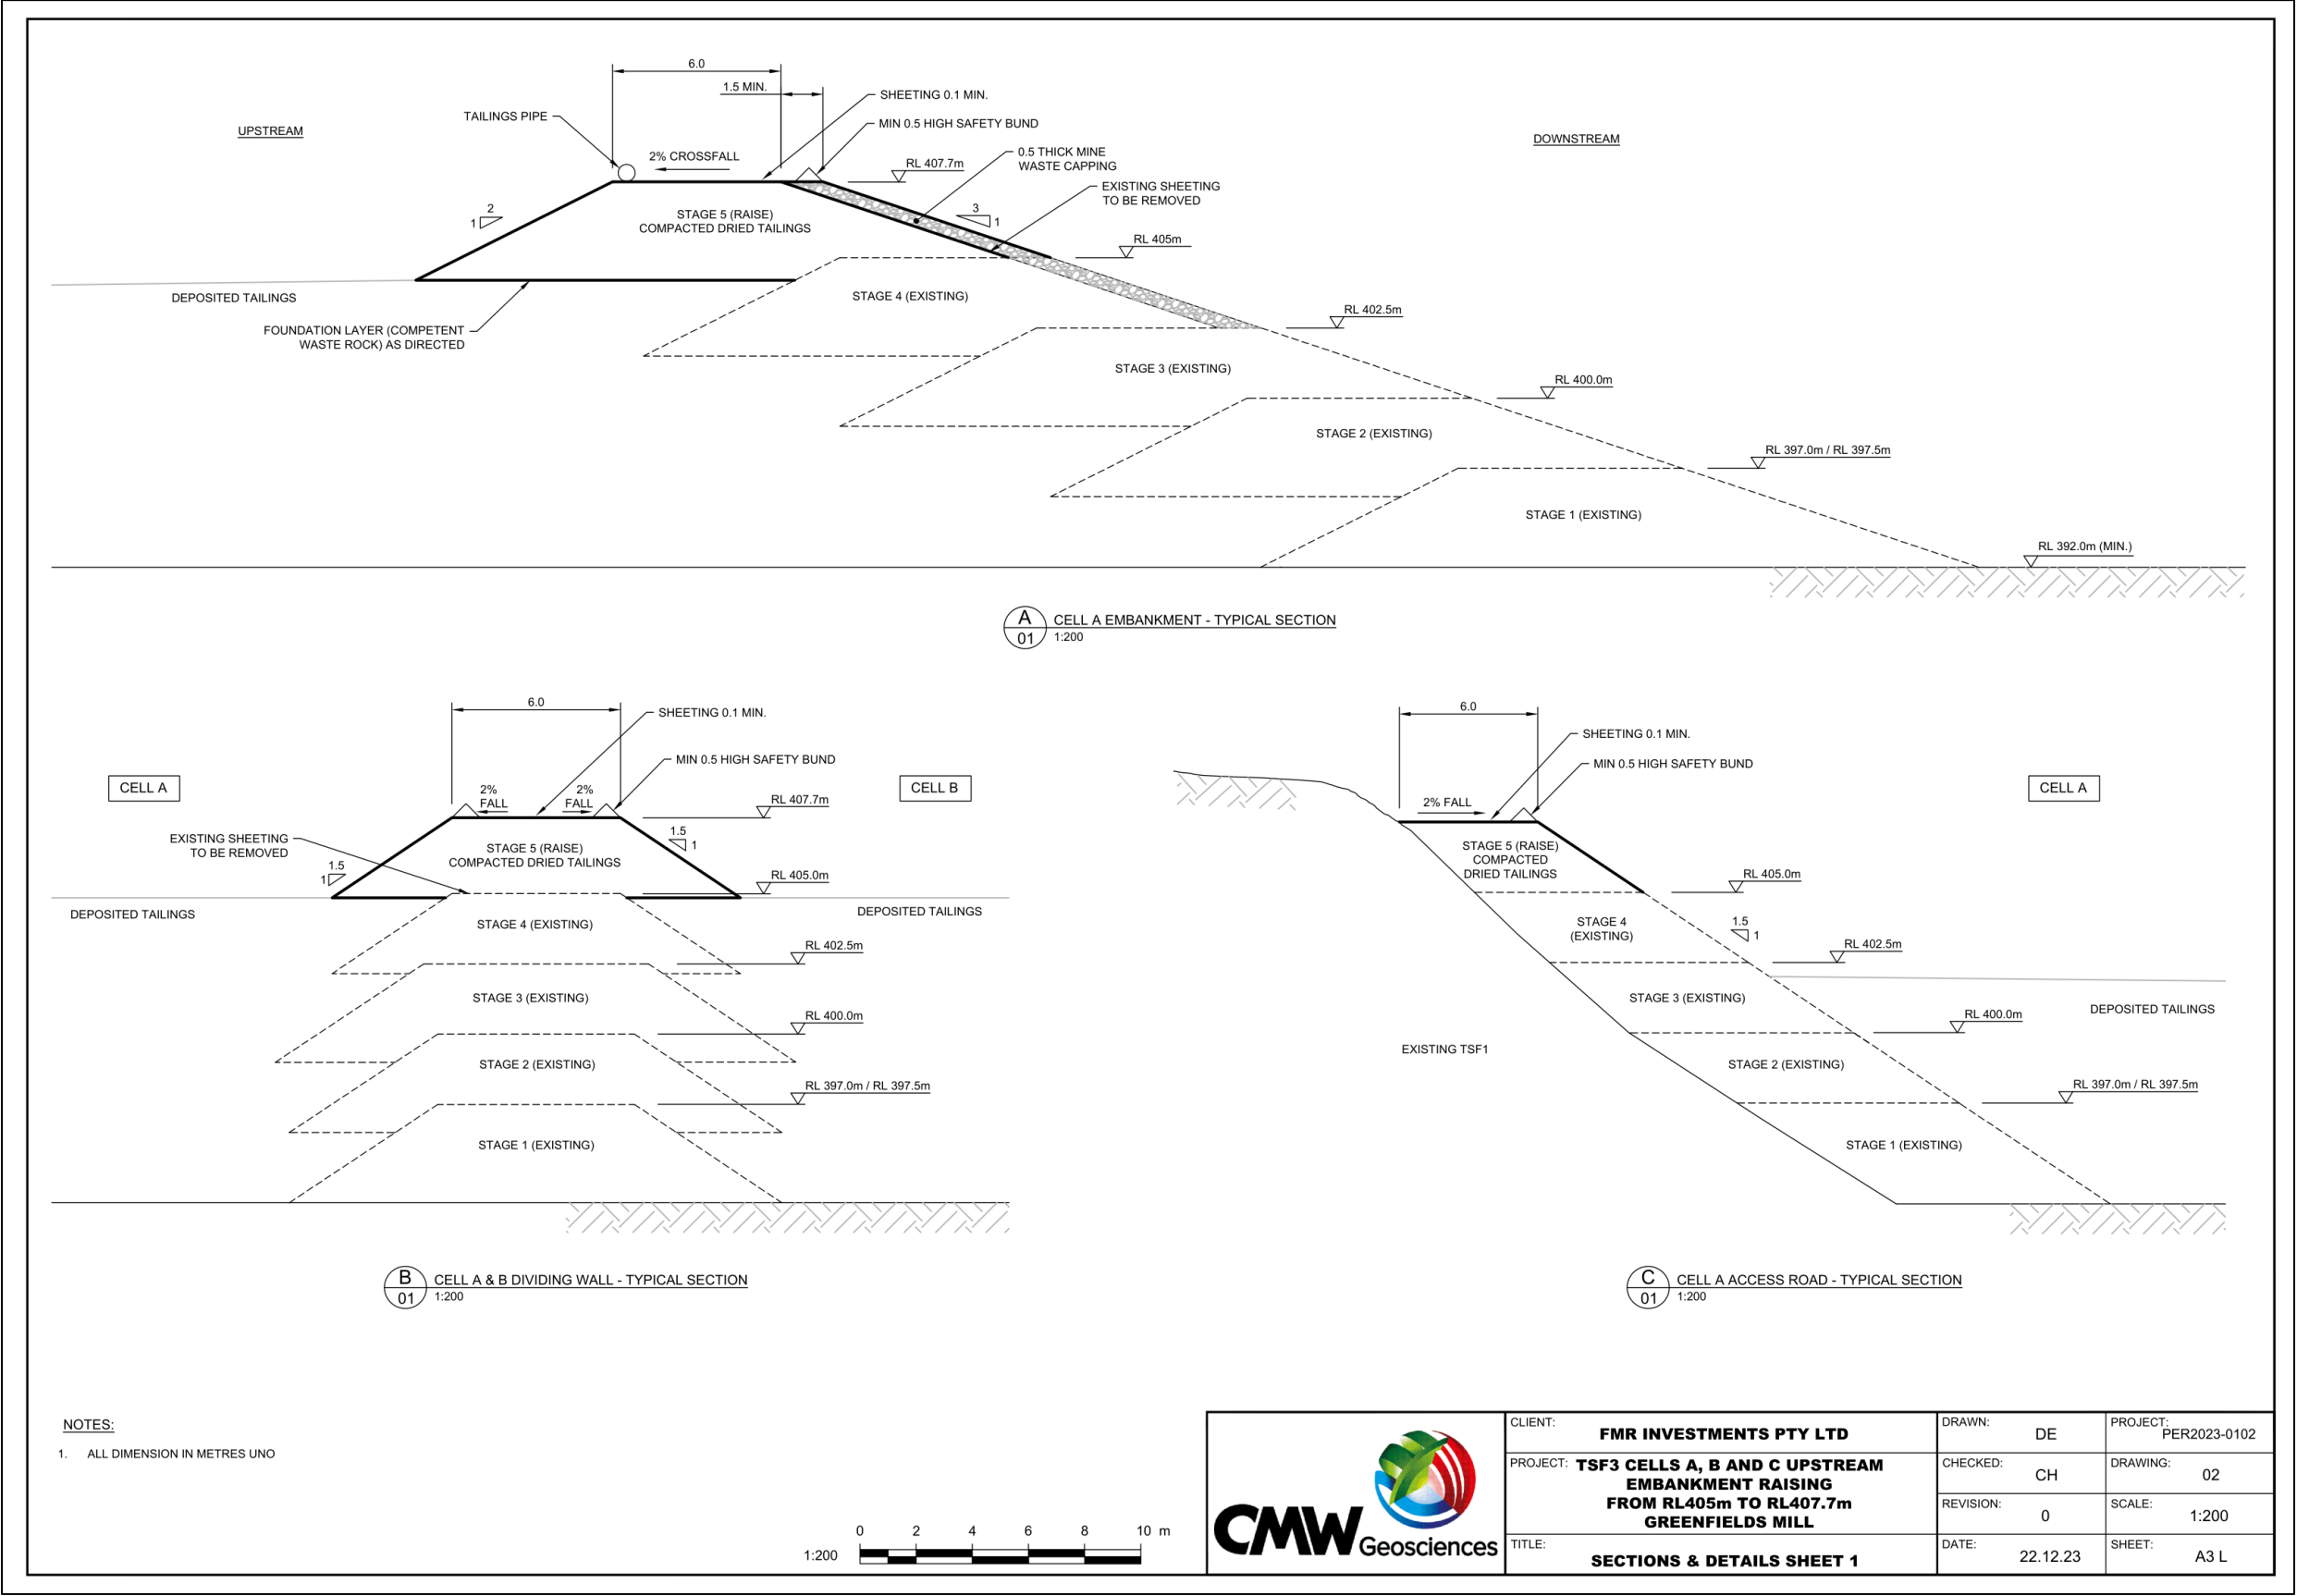 6.0
1.5 MIN.
SHEETING 0.1 MIN.
TAILINGS PIPE
MIN 0.5 HIGH SAFETY BUND
UPSTREAM
DOWNSTREAM
2% CROSSFALL
RL 407.7m
0.5 THICK MINE
WASTE CAPPING
EXISTING SHEETING
TO BE REMOVED
2
1
STAGE 5 (RAISE)
COMPACTED DRIED TAILINGS
3
1
RL 405m
DEPOSITED TAILINGS
STAGE 4 (EXISTING)
RL 402.5m
FOUNDATION LAYER (COMPETENT
WASTE ROCK) AS DIRECTED
STAGE 3 (EXISTING)
RL 400.0m
STAGE 2 (EXISTING)
RL 397.0m / RL 397.5m
STAGE 1 (EXISTING)
RL 392.0m (MIN.)
A
01
CELL A EMBANKMENT - TYPICAL SECTION
1:200
6.0
SHEETING 0.1 MIN.
MIN 0.5 HIGH SAFETY BUND
CELL A
CELL B
2%
FALL
2%
FALL
RL 407.7m
EXISTING SHEETING
TO BE REMOVED
1.5
1
STAGE 5 (RAISE)
COMPACTED DRIED TAILINGS
1.5
1
RL 405.0m
DEPOSITED TAILINGS
DEPOSITED TAILINGS
STAGE 4 (EXISTING)
RL 402.5m
STAGE 3 (EXISTING)
RL 400.0m
STAGE 2 (EXISTING)
RL 397.0m / RL 397.5m
STAGE 1 (EXISTING)
B
01
CELL A & B DIVIDING WALL - TYPICAL SECTION
1:200
6.0
SHEETING 0.1 MIN.
MIN 0.5 HIGH SAFETY BUND
CELL A
2% FALL
STAGE 5 (RAISE)
COMPACTED
DRIED TAILINGS
RL 405.0m
STAGE 4
(EXISTING)
1.5
1
RL 402.5m
STAGE 3 (EXISTING)
DEPOSITED TAILINGS
RL 400.0m
EXISTING TSF1
STAGE 2 (EXISTING)
RL 397.0m / RL 397.5m
STAGE 1 (EXISTING)
C
01
CELL A ACCESS ROAD - TYPICAL SECTION
1:200
NOTES:
1. ALL DIMENSION IN METRES UNO
1:200
0 2 4 6 8 10 m
CMW Geosciences
CLIENT:
FMR INVESTMENTS PTY LTD
PROJECT:
TSF3 CELLS A, B AND C UPSTREAM
EMBANKMENT RAISING
FROM RL405m TO RL407.7m
GREENFIELDS MILL
TITLE:
SECTIONS & DETAILS SHEET 1
DRAWN:
DE
PROJECT:
PER2023-0102
CHECKED:
CH
DRAWING:
02
REVISION:
0
SCALE:
1:200
DATE:
22.12.23
SHEET:
A3 L